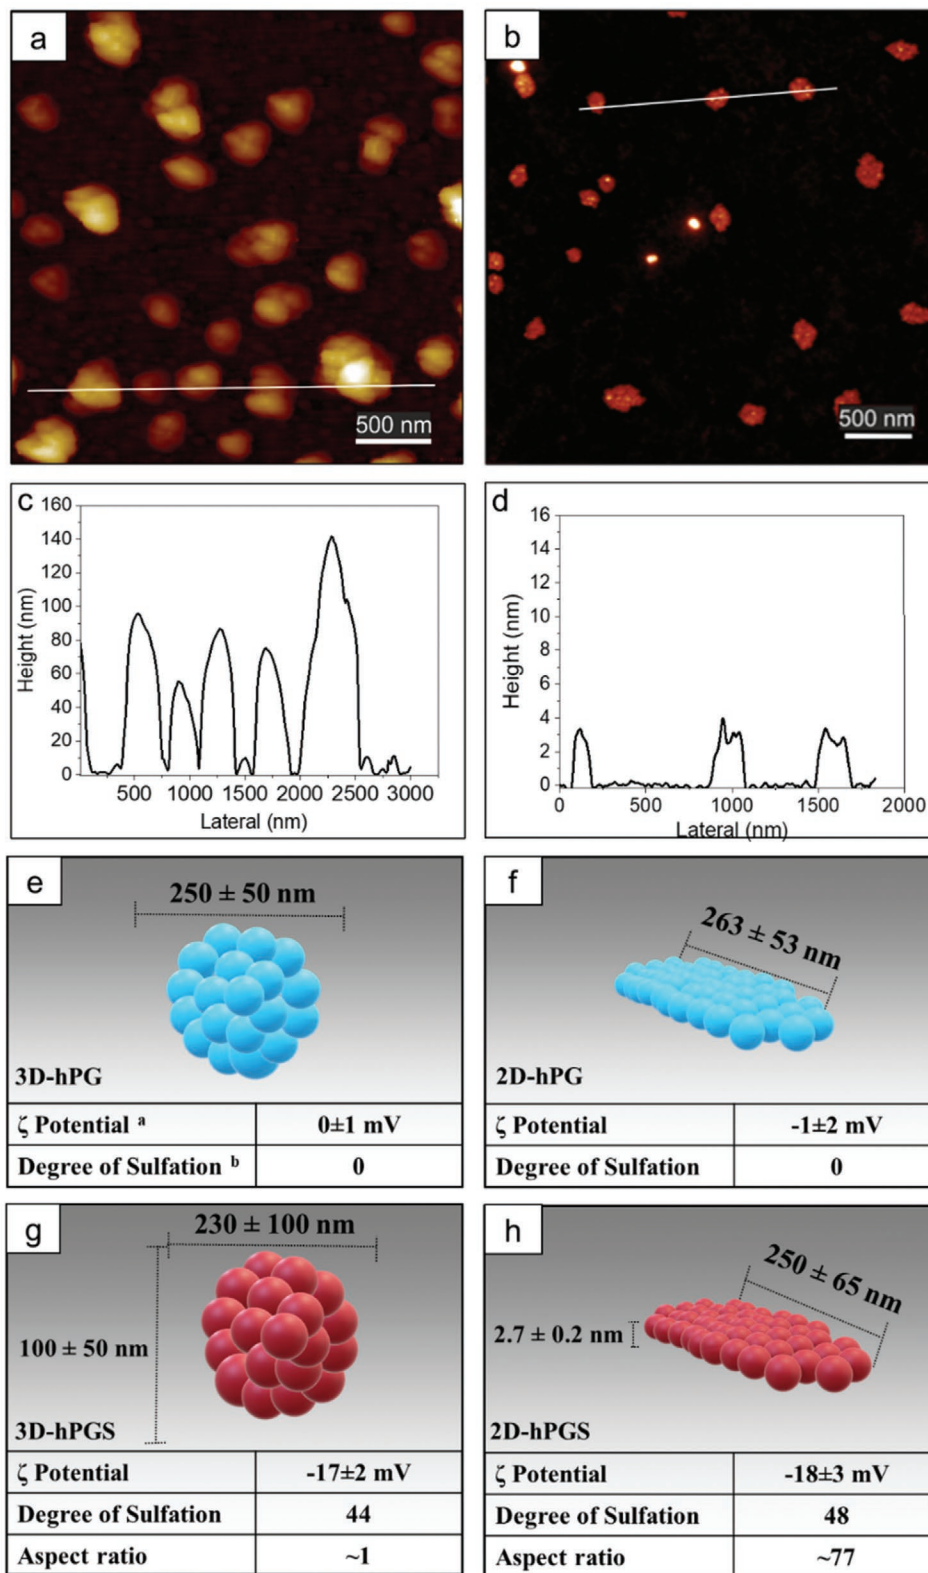 a
b
500 nm
500 nm
c
160
140
120
100
80
60
40
20
0
Height (nm)
500 1000 1500 2000 2500 3000
Lateral (nm)
d
16
14
12
10
8
6
4
2
0
Height (nm)
0 500 1000 1500 2000
Lateral (nm)
e
250 ± 50 nm
3D-hPG
ζ Potential ª 0±1 mV
Degree of Sulfation ᵇ 0
f
263 ± 53 nm
2D-hPG
ζ Potential -1±2 mV
Degree of Sulfation 0
g
230 ± 100 nm
100 ± 50 nm
3D-hPGS
ζ Potential -17±2 mV
Degree of Sulfation 44
Aspect ratio ~1
h
250 ± 65 nm
2.7 ± 0.2 nm
2D-hPGS
ζ Potential -18±3 mV
Degree of Sulfation 48
Aspect ratio ~77